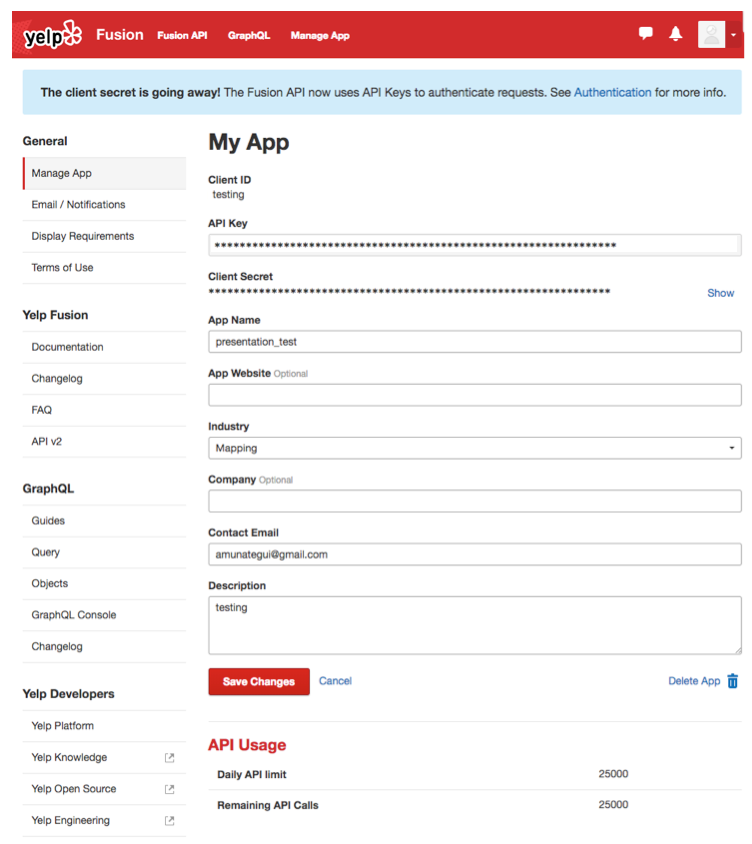 yelp Fusion Fusion API GraphQL Manage App
The client secret is going away! The Fusion API now uses API Keys to authenticate requests. See Authentication for more info.
General
Manage App
Email / Notifications
Display Requirements
Terms of Use
Yelp Fusion
Documentation
Changelog
FAQ
API v2
GraphQL
Guides
Query
Objects
GraphQL Console
Changelog
Yelp Developers
Yelp Platform
Yelp Knowledge
Yelp Open Source
Yelp Engineering
My App
Client ID
testing
API Key
****************************************************************
Client Secret
**************************************************************** Show
App Name
presentation_test
App Website Optional
Industry
Mapping
Company Optional
Contact Email
amunategui@gmail.com
Description
testing
Save Changes Cancel Delete App
API Usage
Daily API limit 25000
Remaining API Calls 25000